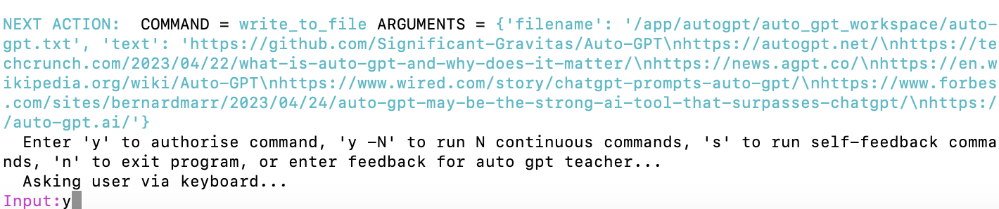 NEXT ACTION:  COMMAND = write_to_file ARGUMENTS = {'filename': '/app/autogpt/auto_gpt_workspace/auto-
gpt.txt', 'text': 'https://github.com/Significant-Gravitas/Auto-GPT\nhttps://autogpt.net/\nhttps://te
chcrunch.com/2023/04/22/what-is-auto-gpt-and-why-does-it-matter/\nhttps://news.agpt.co/\nhttps://en.w
ikipedia.org/wiki/Auto-GPT\nhttps://www.wired.com/story/chatgpt-prompts-auto-gpt/\nhttps://www.forbes
.com/sites/bernardmarr/2023/04/24/auto-gpt-may-be-the-strong-ai-tool-that-surpasses-chatgpt/\nhttps:/
/auto-gpt.ai/'}
  Enter 'y' to authorise command, 'y -N' to run N continuous commands, 's' to run self-feedback comma
nds, 'n' to exit program, or enter feedback for auto gpt teacher...
  Asking user via keyboard...
Input:y